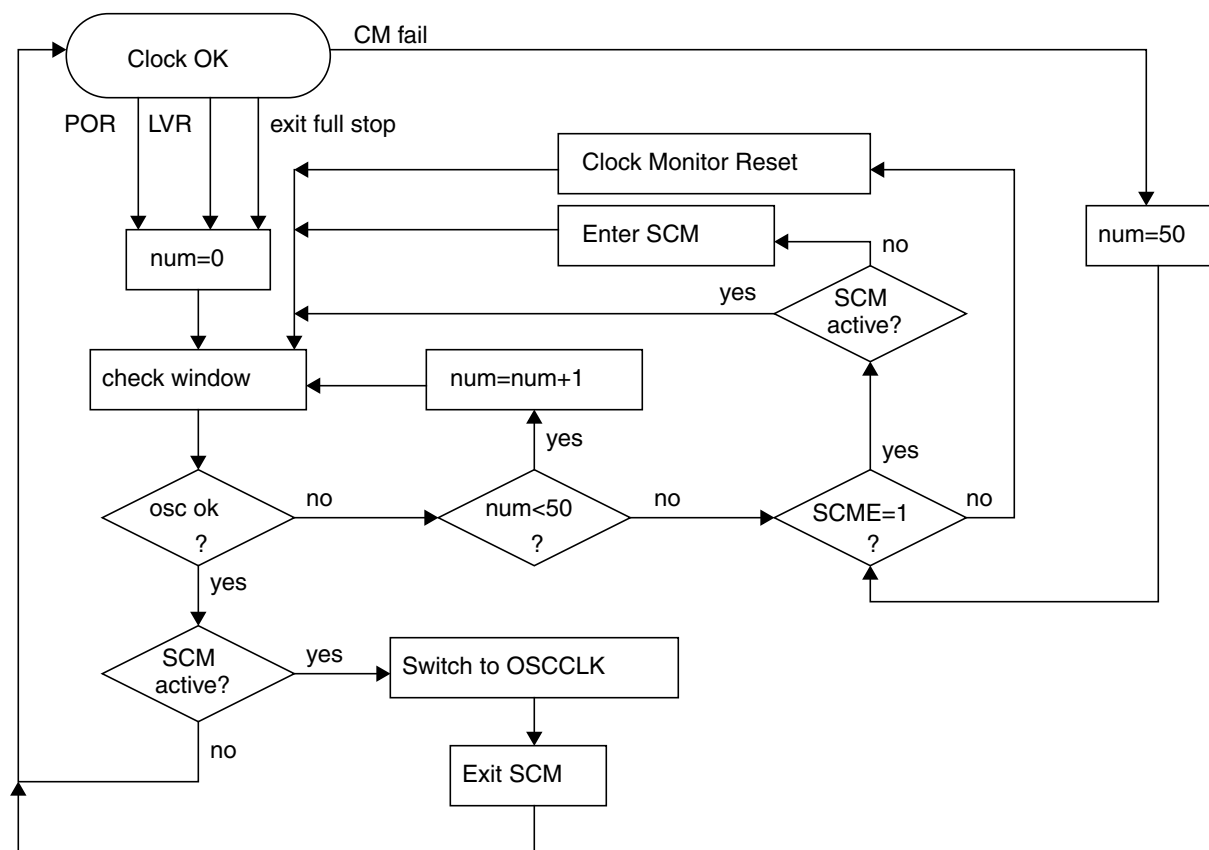 CM fail
Clock OK
POR
LVR
exit full stop
Clock Monitor Reset
Enter SCM
no
num=50
num=0
yes
SCM
active?
check window
num=num+1
yes
yes
osc ok
?
no
num<50
?
no
SCME=1
?
no
yes
SCM
active?
yes
Switch to OSCCLK
no
Exit SCM